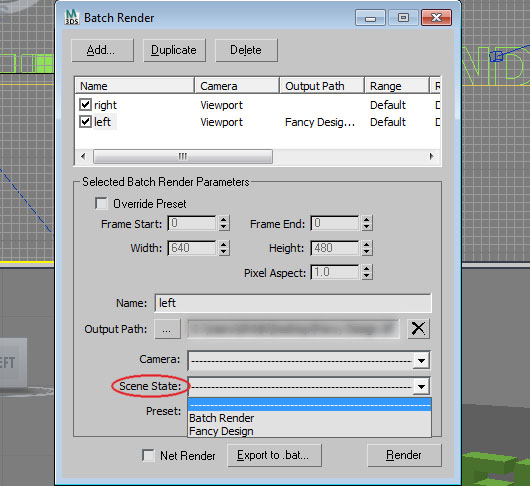 M
3DS
Batch Render
Add...
Duplicate
Delete
Name Camera Output Path Range R
right Viewport Default D
left Viewport Fancy Desig... Default D
Selected Batch Render Parameters
Override Preset
Frame Start: 0 Frame End: 0
Width: 640 Height: 480
Pixel Aspect: 1.0
Name: left
Output Path: ...
Camera:
Scene State:
Preset:
Batch Render
Fancy Design
Net Render
Export to .bat...
Render